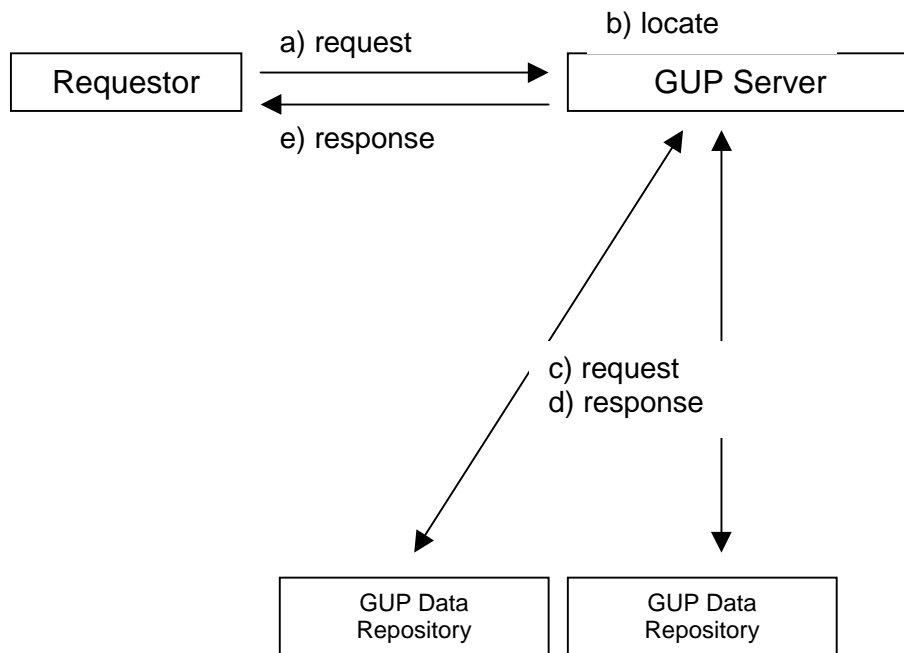 b) locate
a) request
Requestor
GUP Server
e) response
c) request
d) response
GUP Data
Repository
GUP Data
Repository